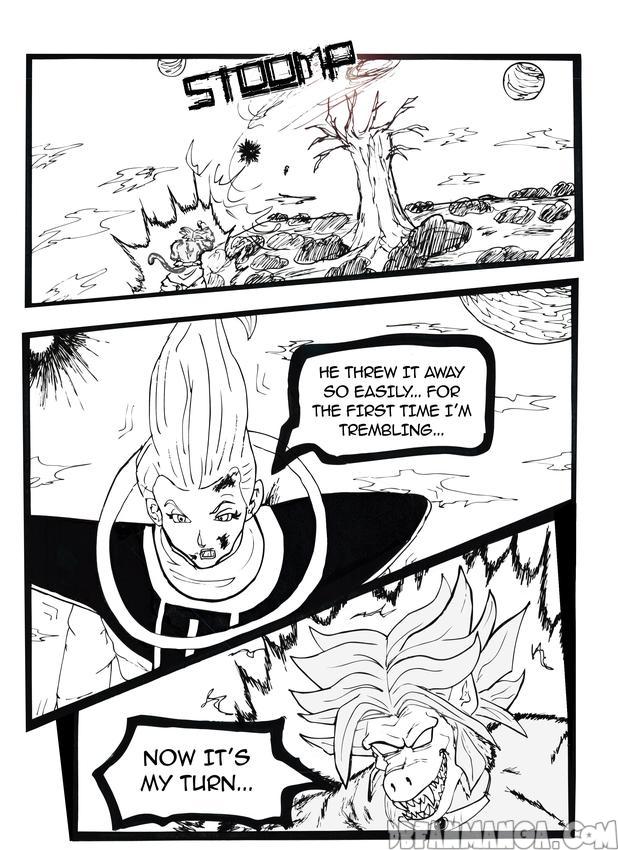 STOOMP
HE THREW IT AWAY
SO EASILY... FOR
THE FIRST TIME I'M
TREMBLING...
NOW IT'S
MY TURN...
DBFANMANGA.COM